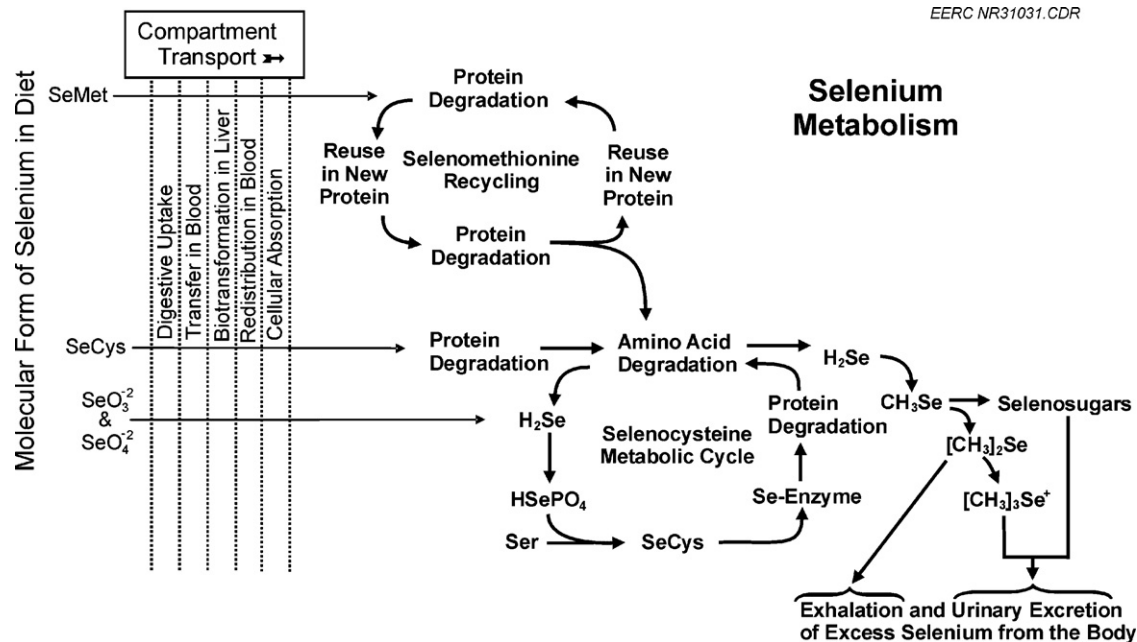 EERC NR31031.CDR
Compartment
Transport
Selenium
Metabolism
Molecular Form of Selenium in Diet
SeMet
SeCys
SeO₃⁻²
&
SeO₄⁻²
Digestive Uptake
Transfer in Blood
Biotransformation in Liver
Redistribution in Blood
Cellular Absorption
Protein
Degradation
Reuse
in New
Protein
Selenomethionine
Recycling
Reuse
in New
Protein
Protein
Degradation
Protein
Degradation
Amino Acid
Degradation
H₂Se
CH₃Se
Selenosugars
[CH₃]₂Se
[CH₃]₃Se⁺
H₂Se
Selenocysteine
Metabolic Cycle
Protein
Degradation
HSePO₄
Se-Enzyme
Ser
SeCys
Exhalation and Urinary Excretion
of Excess Selenium from the Body